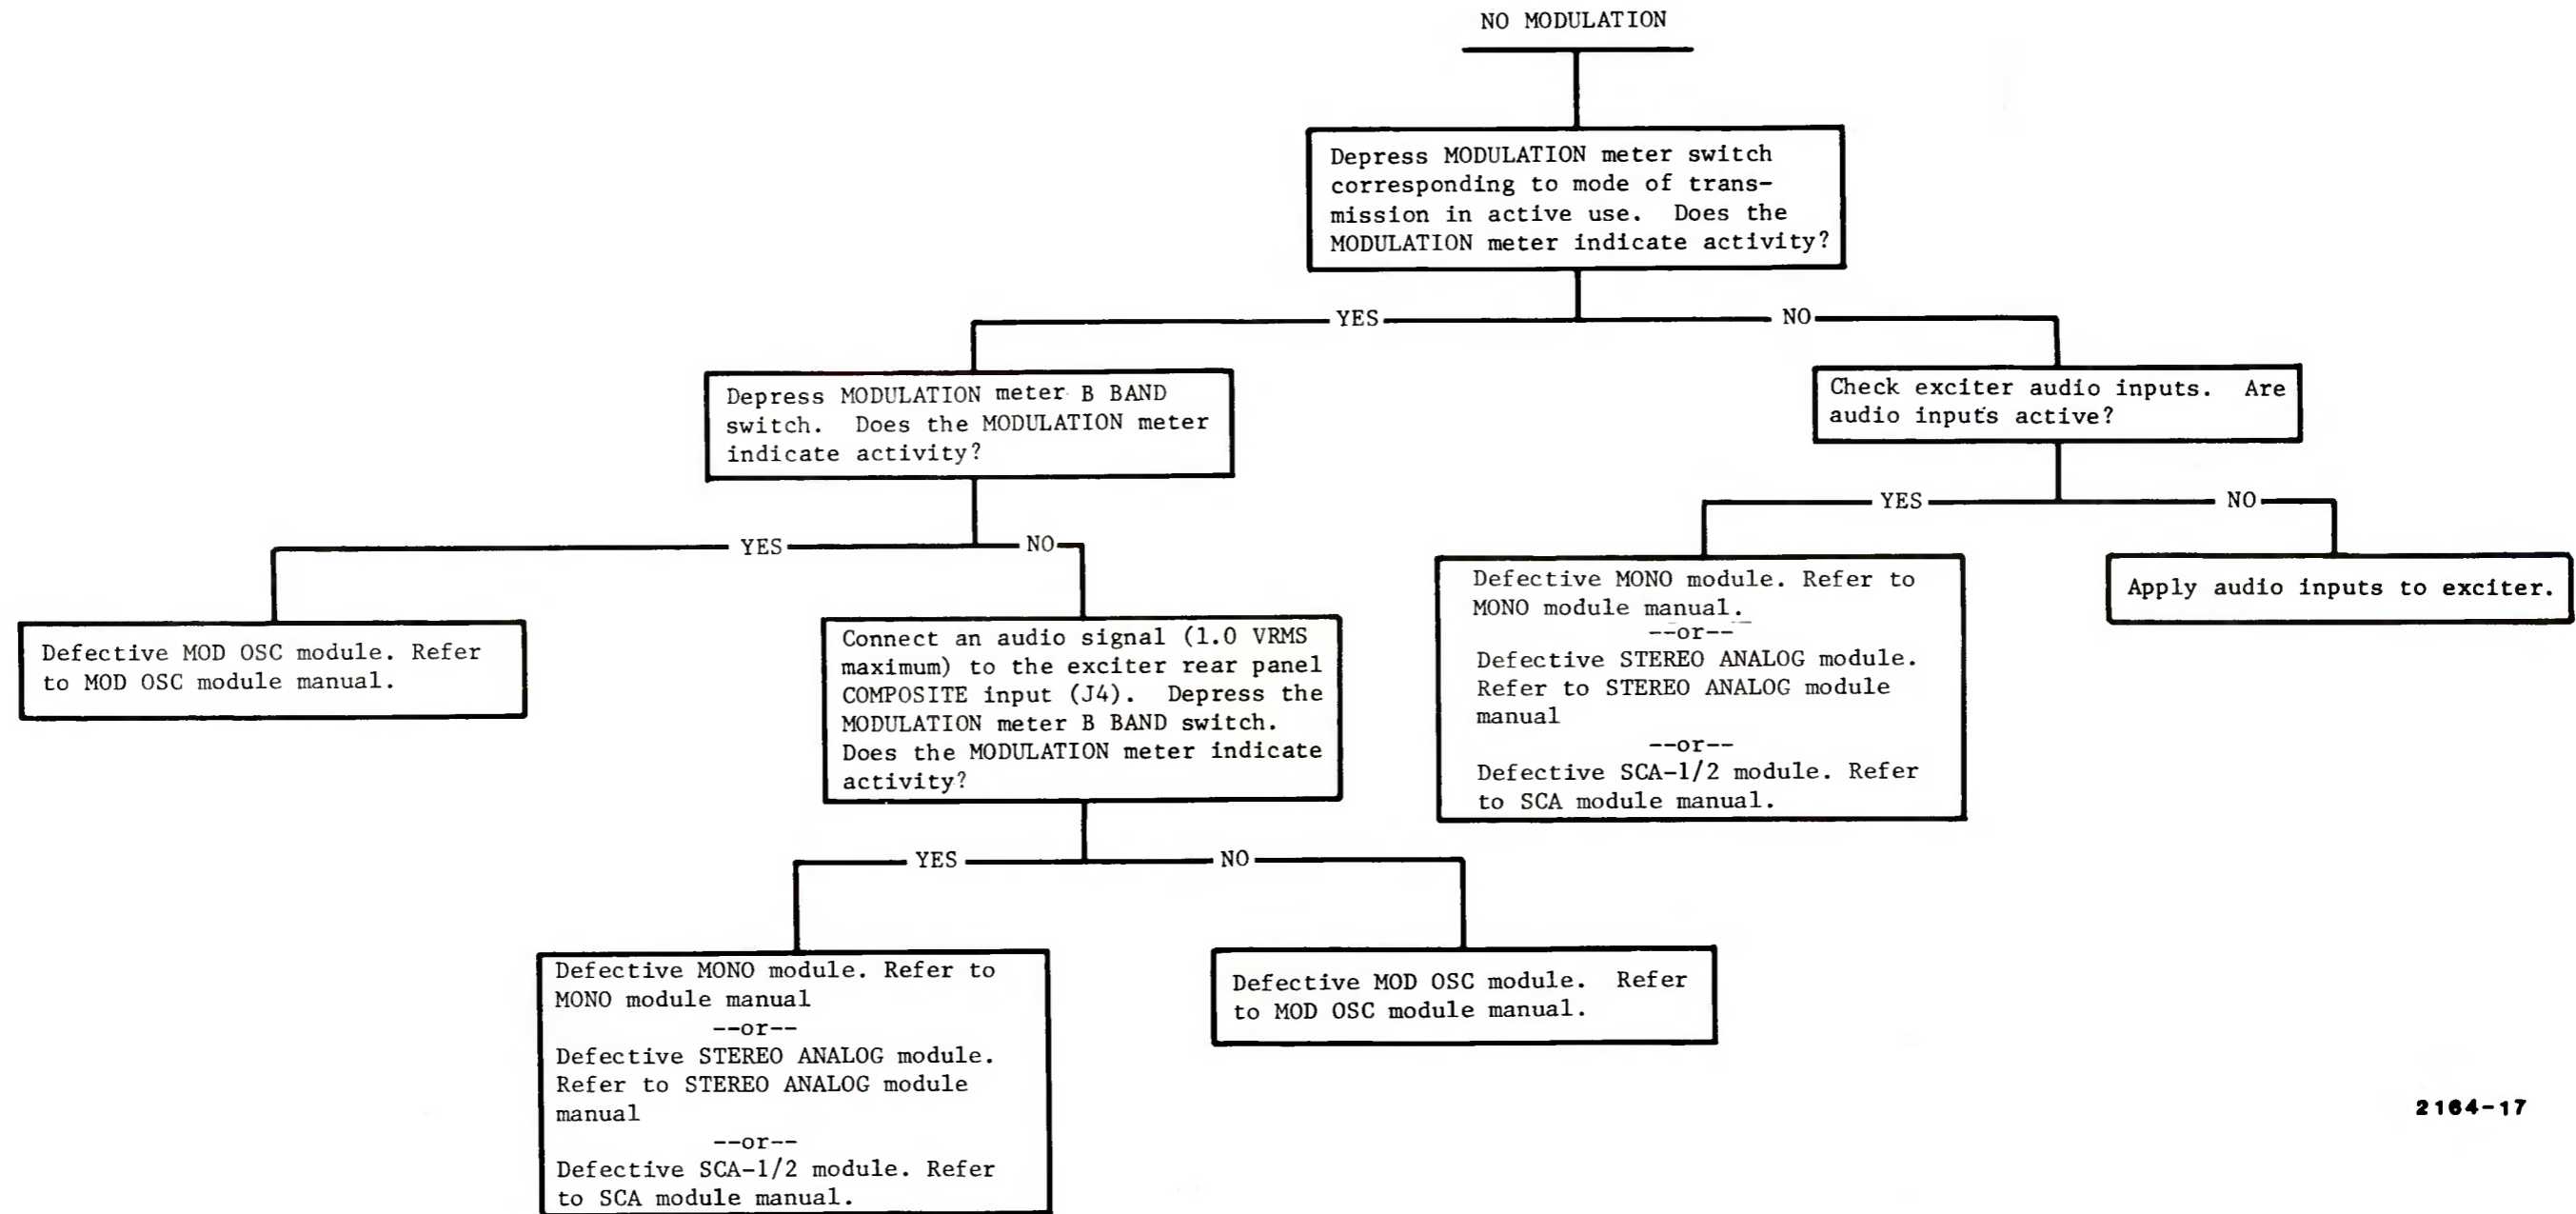 NO MODULATION
Depress MODULATION meter switch
corresponding to mode of trans-
mission in active use. Does the
MODULATION meter indicate activity?
YES
NO
Depress MODULATION meter B BAND
switch. Does the MODULATION meter
indicate activity?
Check exciter audio inputs. Are
audio inputs active?
YES
NO
YES
NO
Defective MOD OSC module. Refer
to MOD OSC module manual.
Connect an audio signal (1.0 VRMS
maximum) to the exciter rear panel
COMPOSITE input (J4). Depress the
MODULATION meter B BAND switch.
Does the MODULATION meter indicate
activity?
Defective MONO module. Refer to
MONO module manual.
--or--
Defective STEREO ANALOG module.
Refer to STEREO ANALOG module
manual
--or--
Defective SCA-1/2 module. Refer
to SCA module manual.
Apply audio inputs to exciter.
YES
NO
Defective MONO module. Refer to
MONO module manual
--or--
Defective STEREO ANALOG module.
Refer to STEREO ANALOG module
manual
--or--
Defective SCA-1/2 module. Refer
to SCA module manual.
Defective MOD OSC module. Refer
to MOD OSC module manual.
2164-17